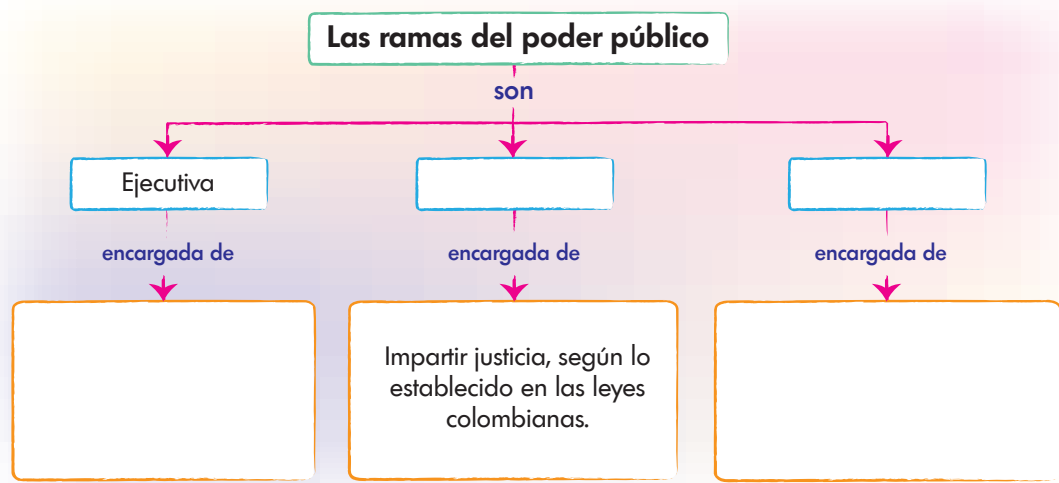 Las ramas del poder público
son
Ejecutiva
encargada de
encargada de
encargada de
Impartir justicia, según lo
establecido en las leyes
colombianas.